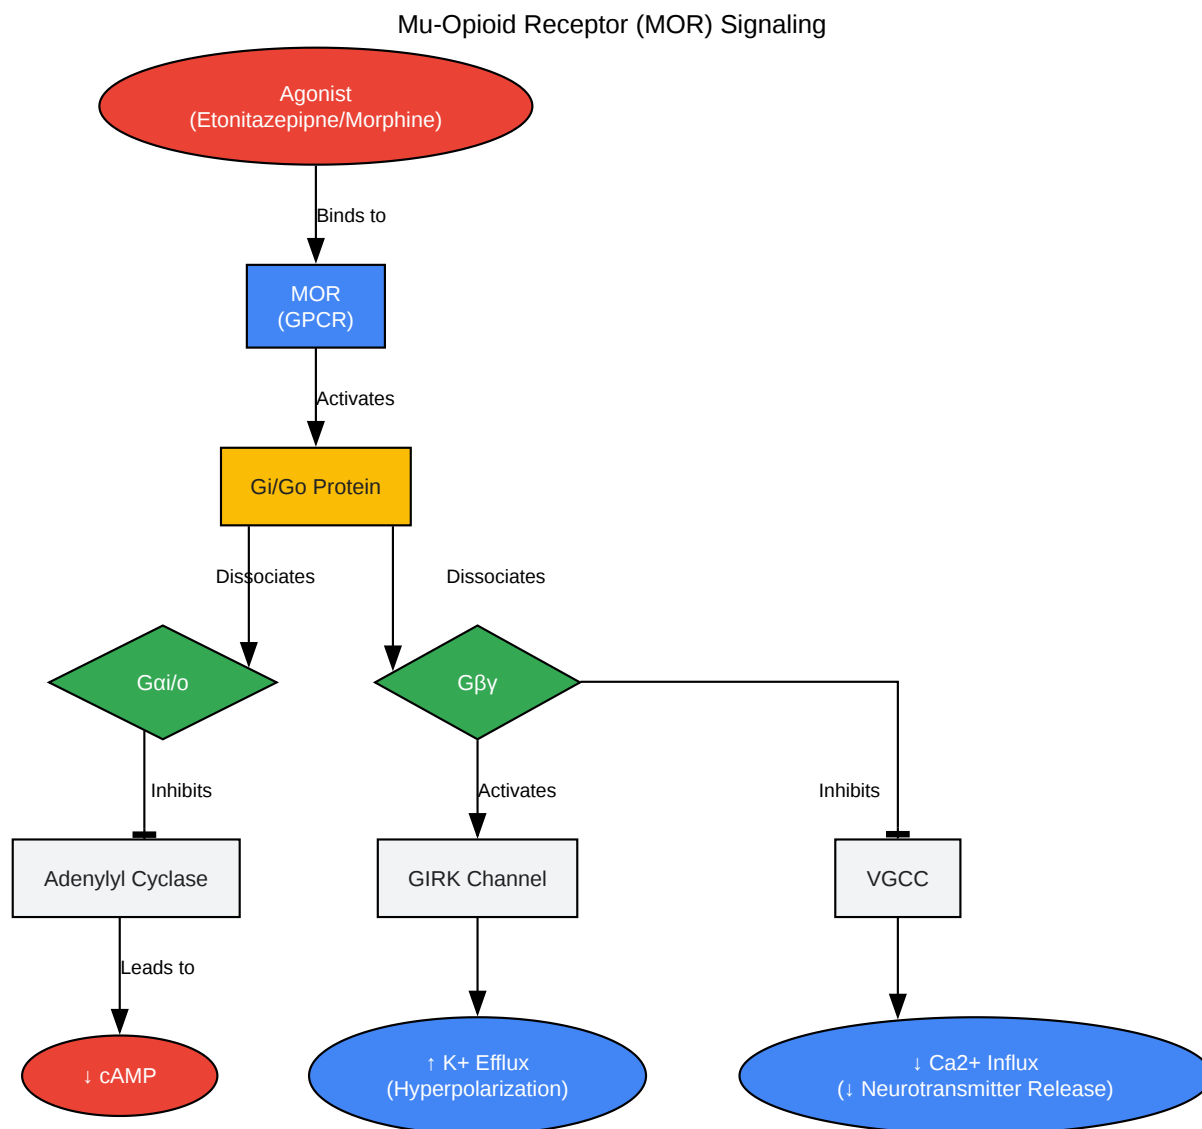 Mu-Opioid Receptor (MOR) Signaling
Agonist
(Etonitazepipne/Morphine)
Binds to
MOR
(GPCR)
Activates
Gi/Go Protein
Dissociates
Dissociates
Gαi/o
Gβγ
Inhibits
Activates
Inhibits
Adenylyl Cyclase
GIRK Channel
VGCC
Leads to
↓ cAMP
↑ K+ Efflux
(Hyperpolarization)
↓ Ca2+ Influx
(↓ Neurotransmitter Release)